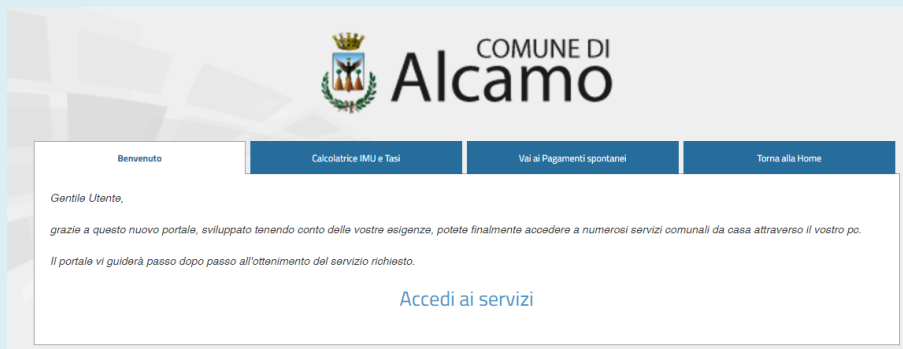 COMUNE DI
Alcamo
Benvenuto
Calcolatrice IMU e Tasi
Vai ai Pagamenti spontanei
Torna alla Home
Gentile Utente,
grazie a questo nuovo portale, sviluppato tenendo conto delle vostre esigenze, potete finalmente accedere a numerosi servizi comunali da casa attraverso il vostro pc.
Il portale vi guiderà passo dopo passo all'ottenimento del servizio richiesto.
Accedi ai servizi